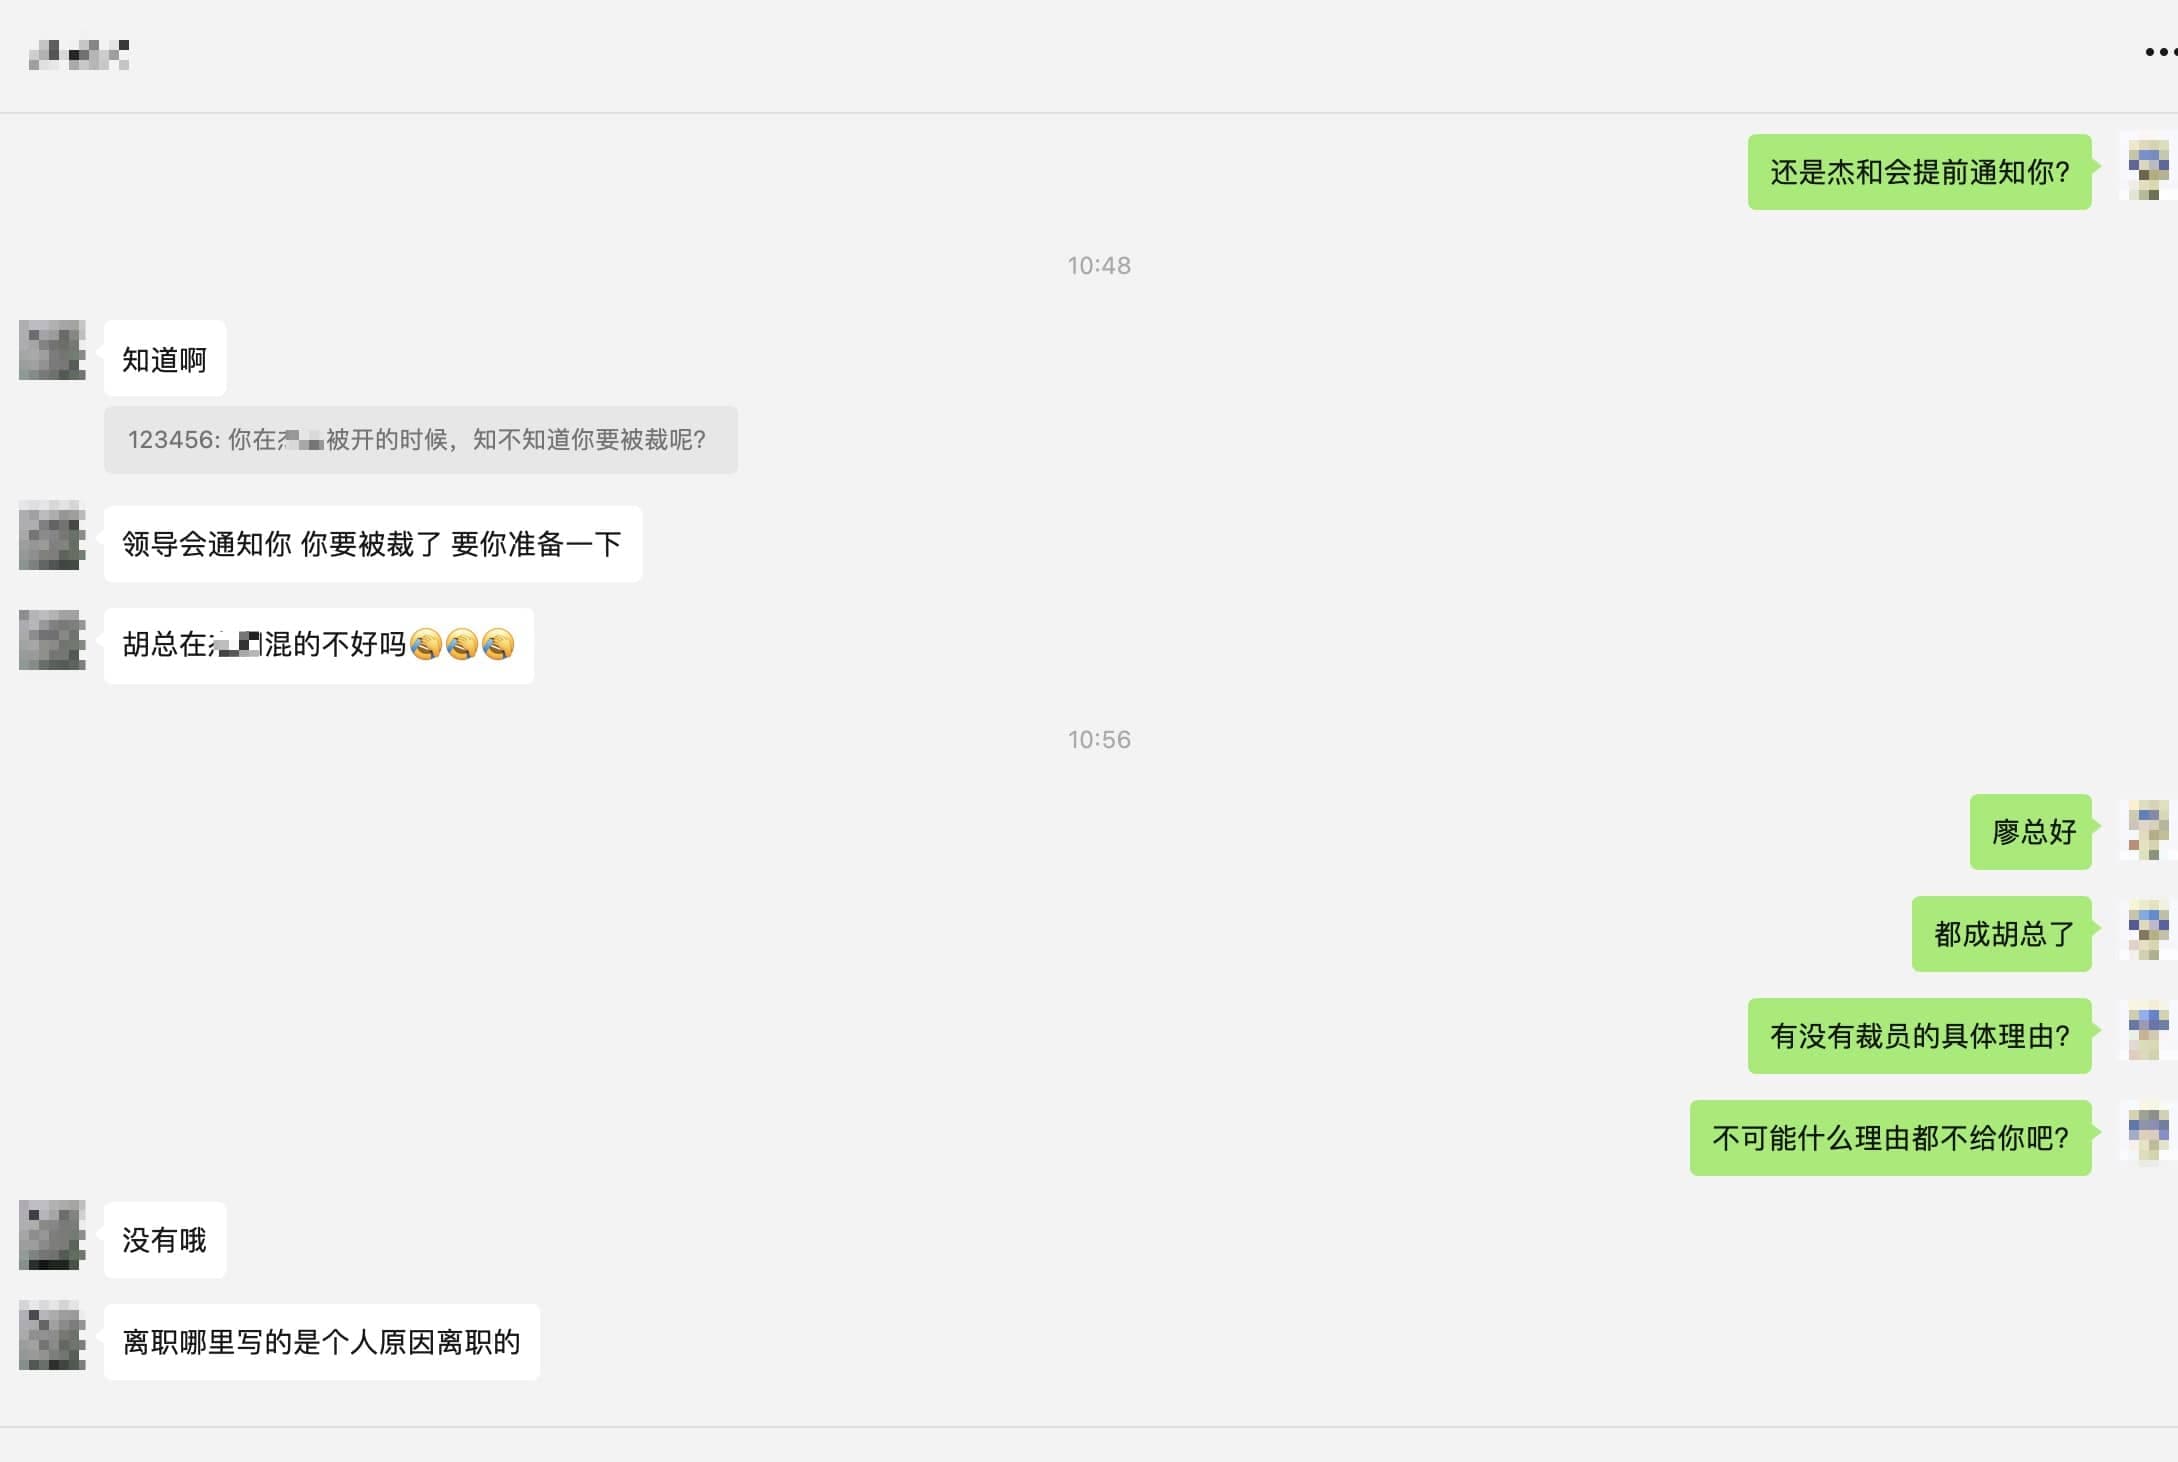 还是杰和会提前通知你?
10:48
知道啊
123456: 你在被开的时候，知不知道你要被裁呢?
领导会通知你 你要被裁了 要你准备一下
胡总在混的不好吗🤣🤣🤣
10:56
廖总好
都成胡总了
有没有裁员的具体理由?
不可能什么理由都不给你吧?
没有哦
离职哪里写的是个人原因离职的